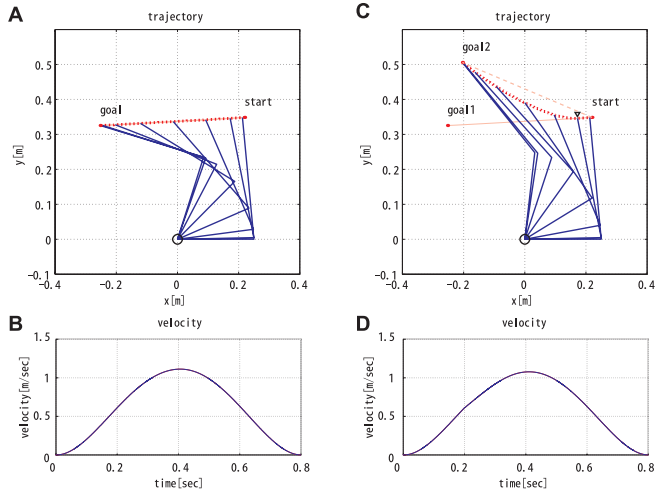 A
trajectory
goal
start
0.5
0.4
0.3
0.2
0.1
0
−0.1
y[m]
−0.4
−0.2
0
0.2
0.4
x[m]
B
velocity
1.5
1
0.5
0
velocity[m/sec]
0
0.2
0.4
0.6
0.8
time[sec]
C
trajectory
goal2
goal1
start
0.5
0.4
0.3
0.2
0.1
0
−0.1
y[m]
−0.4
−0.2
0
0.2
0.4
x[m]
D
velocity
1.5
1
0.5
0
velocity[m/sec]
0
0.2
0.4
0.6
0.8
time[sec]